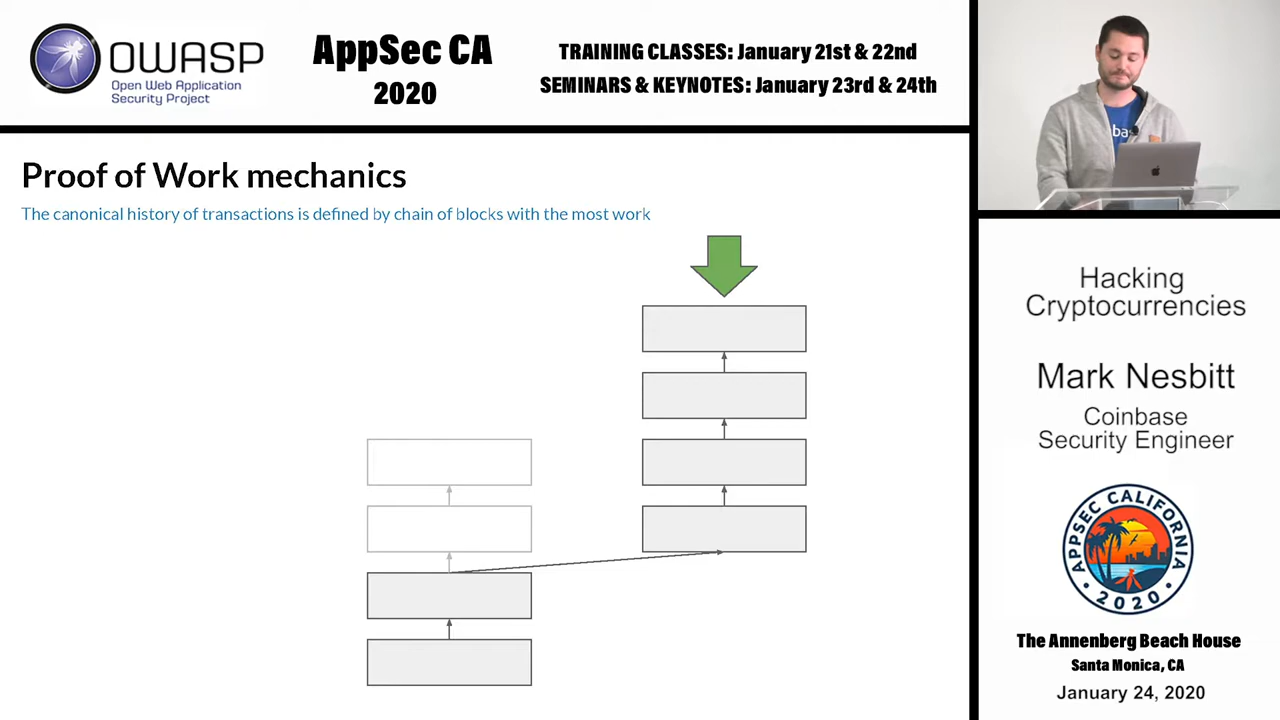 OWASP
Open Web Application
Security Project
AppSec CA
2020
TRAINING CLASSES: January 21st & 22nd
SEMINARS & KEYNOTES: January 23rd & 24th
Proof of Work mechanics
The canonical history of transactions is defined by chain of blocks with the most work
bas
Hacking
Cryptocurrencies
Mark Nesbitt
Coinbase
Security Engineer
APPSEC CALIFORNIA
• 2020 •
The Annenberg Beach House
Santa Monica, CA
January 24, 2020